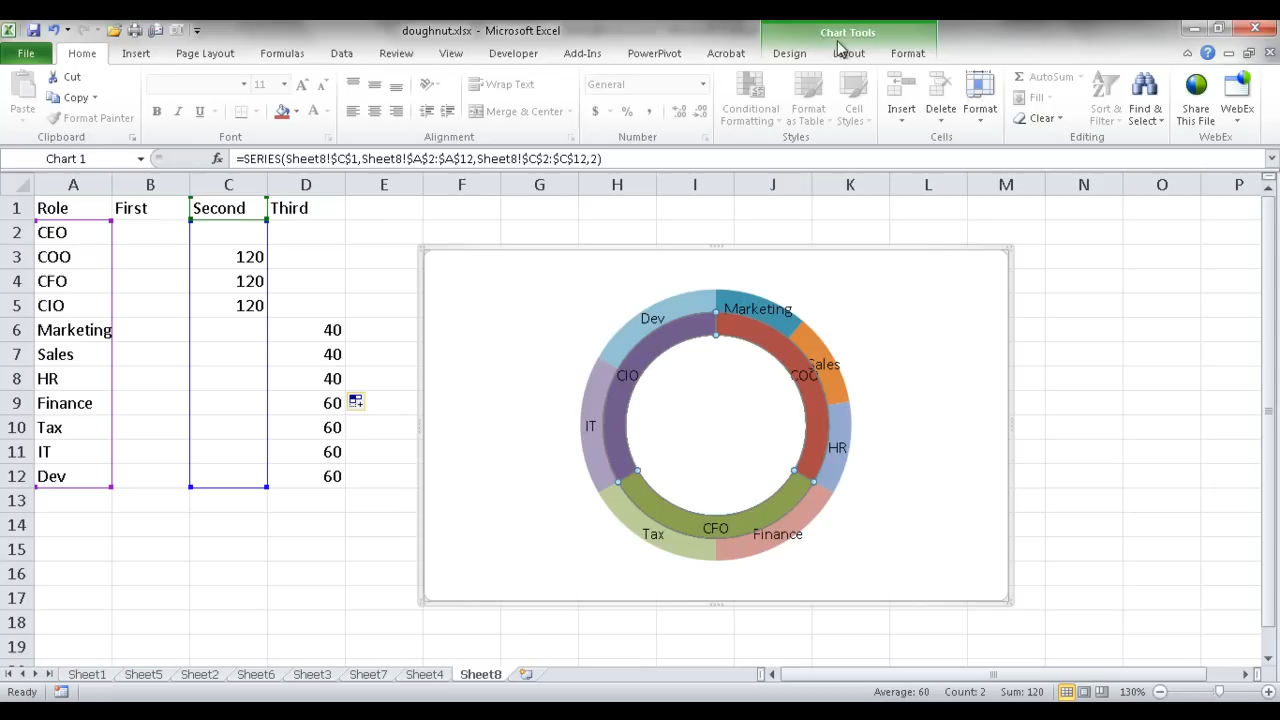 doughnut.xlsx - Microsoft Excel
Chart Tools
File Home Insert Page Layout Formulas Data Review View Developer Add-Ins PowerPivot Acrobat Design Layout Format
Paste
Cut
Copy
Format Painter
Clipboard
11
B I U A
Font
Wrap Text
Merge & Center
Alignment
General
$ % ,
Number
Conditional Formatting
Format as Table
Cell Styles
Styles
Insert
Delete
Format
Cells
AutoSum
Fill
Clear
Sort & Filter
Find & Select
Editing
Share This File
WebEx
WebEx
Chart 1 fx =SERIES(Sheet8!$C$1,Sheet8!$A$2:$A$12,Sheet8!$C$2:$C$12,2)
A B C D E F G H I J K L M N O P
1 Role First Second Third
2 CEO
3 COO 120
4 CFO 120
5 CIO 120
6 Marketing 40
7 Sales 40
8 HR 40
9 Finance 60
10 Tax 60
11 IT 60
12 Dev 60
13
14
15
16
17
18
19
Marketing
Dev
Sales
CIO
COO
IT
HR
CFO
Tax
Finance
Sheet1 Sheet5 Sheet2 Sheet6 Sheet3 Sheet7 Sheet4 Sheet8
Ready Average: 60 Count: 2 Sum: 120 130%